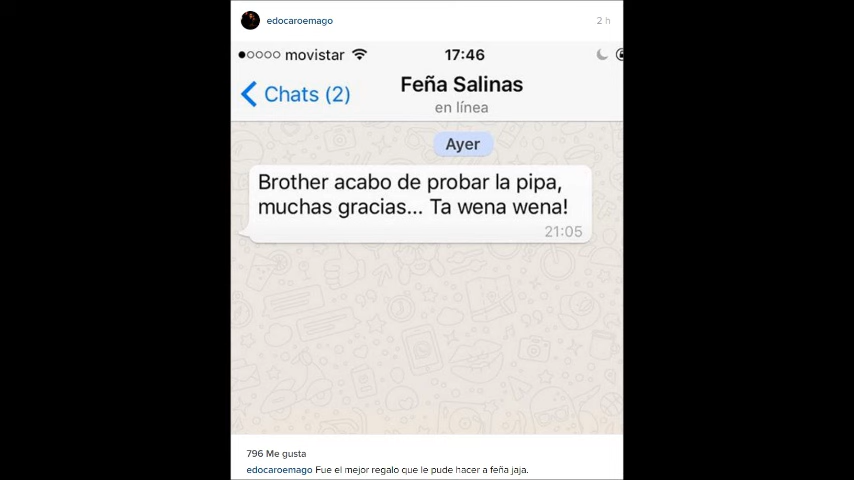 edocaroemago
2 h
movistar
17:46
Chats (2)
Feña Salinas
en línea
Ayer
Brother acabo de probar la pipa,
muchas gracias... Ta wena wena!
21:05
796 Me gusta
edocaroemago Fue el mejor regalo que le pude hacer a feña jaja.